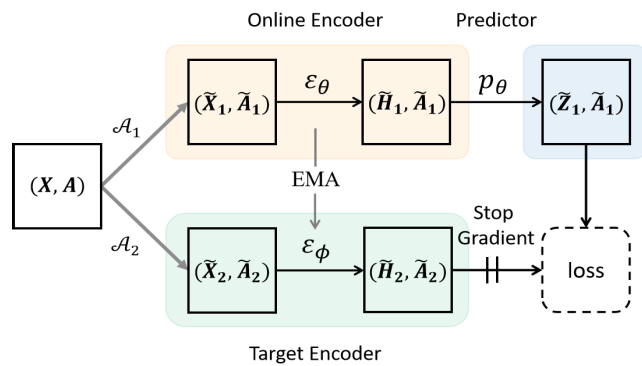 Online Encoder
Predictor
(X̃₁, Ã₁)
ε_θ
(H̃₁, Ã₁)
p_θ
(Z̃₁, Ã₁)
𝒜₁
(X, A)
EMA
𝒜₂
(X̃₂, Ã₂)
ε_ϕ
(H̃₂, Ã₂)
Stop
Gradient
loss
Target Encoder